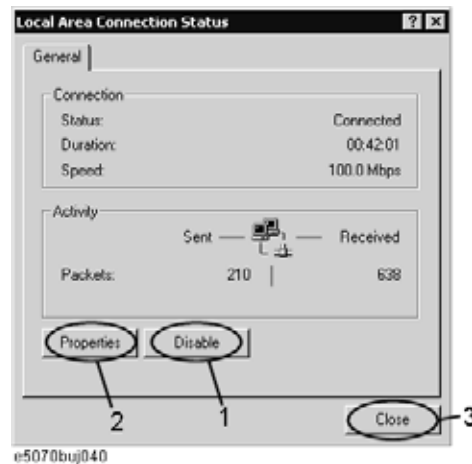 Local Area Connection Status ? ×
General
Connection
Status: Connected
Duration: 00:42:01
Speed: 100.0 Mbps
Activity
Sent — — Received
Packets: 210 | 638
Properties Disable
2 1
Close 3
e5070buj040